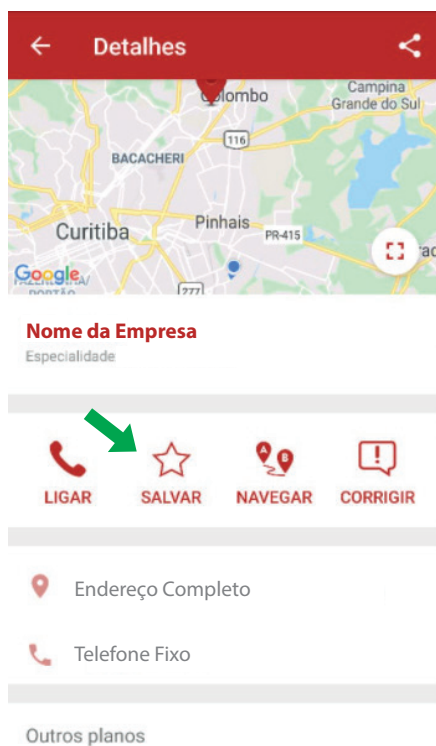 Detalhes
Colombo
Campina
Grande do Sul
116
BACACHERI
Pinhais
Curitiba
PR-415
Google
277
Nome da Empresa
Especialidade
LIGAR SALVAR NAVEGAR CORRIGIR
Endereço Completo
Telefone Fixo
Outros planos